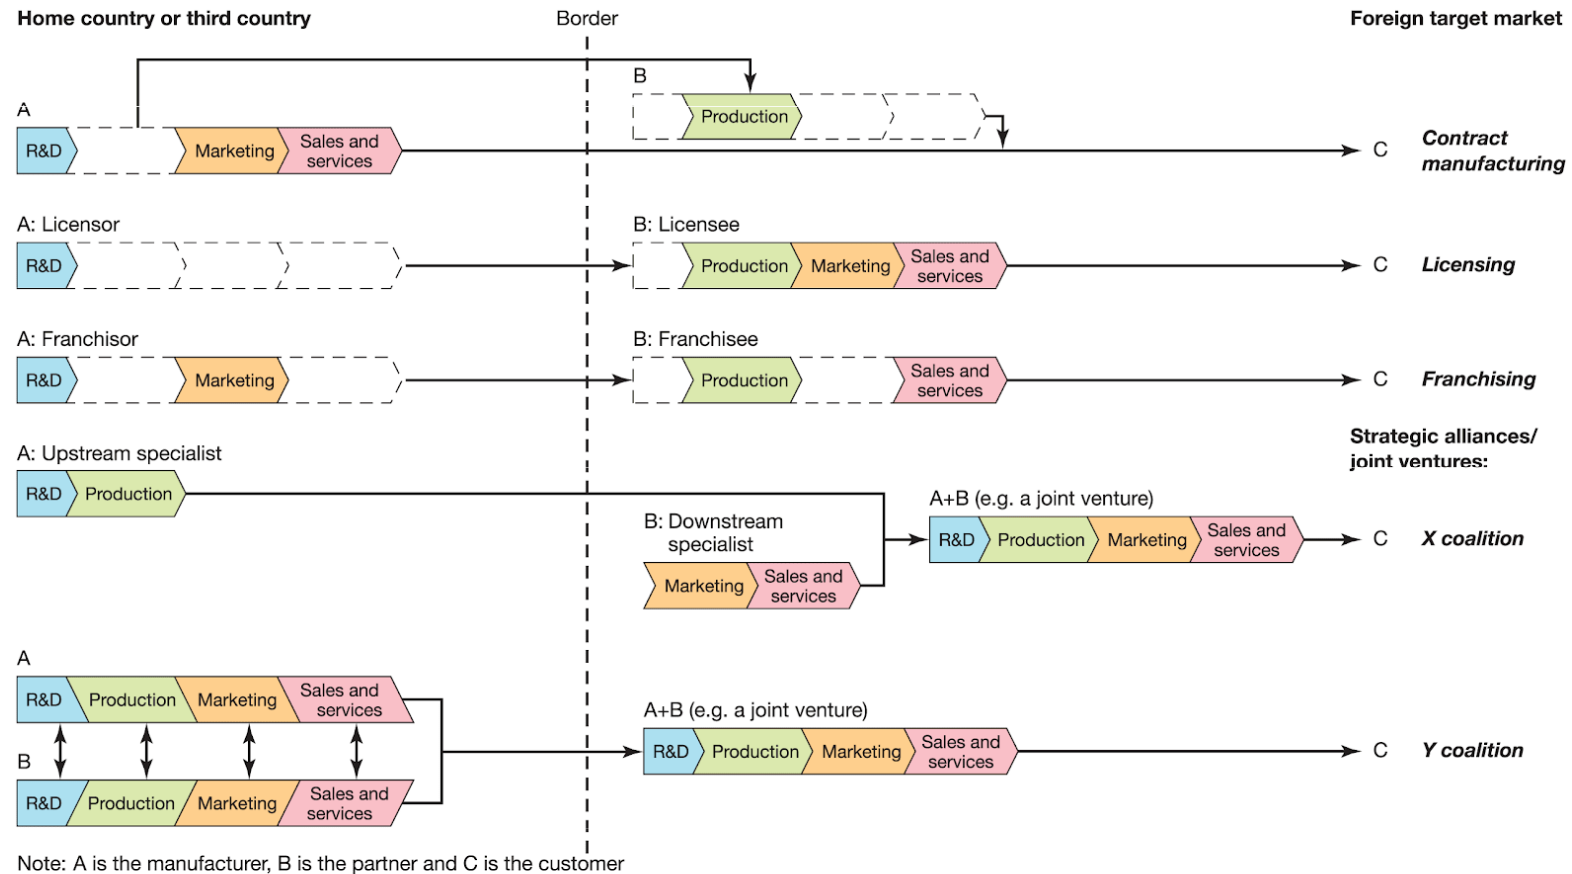 Home country or third country
Border
Foreign target market
B
Production
A
R&D
Marketing
Sales and
services
C
Contract
manufacturing
A: Licensor
R&D
B: Licensee
Production
Marketing
Sales and
services
C
Licensing
A: Franchisor
R&D
Marketing
B: Franchisee
Production
Sales and
services
C
Franchising
Strategic alliances/
joint ventures:
A: Upstream specialist
R&D
Production
B: Downstream
specialist
Marketing
Sales and
services
A+B (e.g. a joint venture)
R&D
Production
Marketing
Sales and
services
C
X coalition
A
R&D
Production
Marketing
Sales and
services
B
R&D
Production
Marketing
Sales and
services
A+B (e.g. a joint venture)
R&D
Production
Marketing
Sales and
services
C
Y coalition
Note: A is the manufacturer, B is the partner and C is the customer